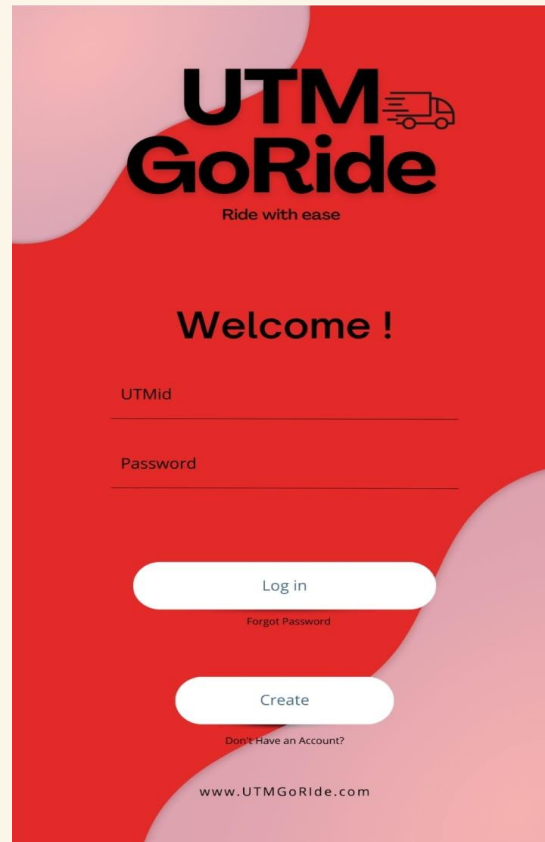 UTM
GoRide
Ride with ease
Welcome !
UTMid
Password
Log in
Forgot Password
Create
Don't Have an Account?
www.UTMGoRIde.com